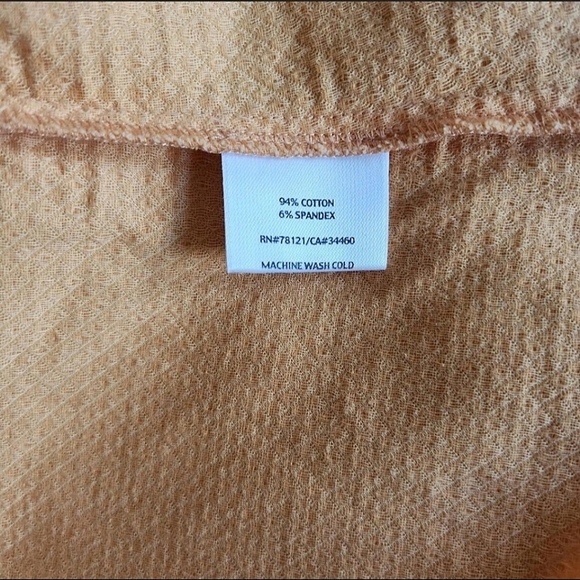 94% COTTON
6% SPANDEX
RN#78121/CA#34460
MACHINE WASH COLD